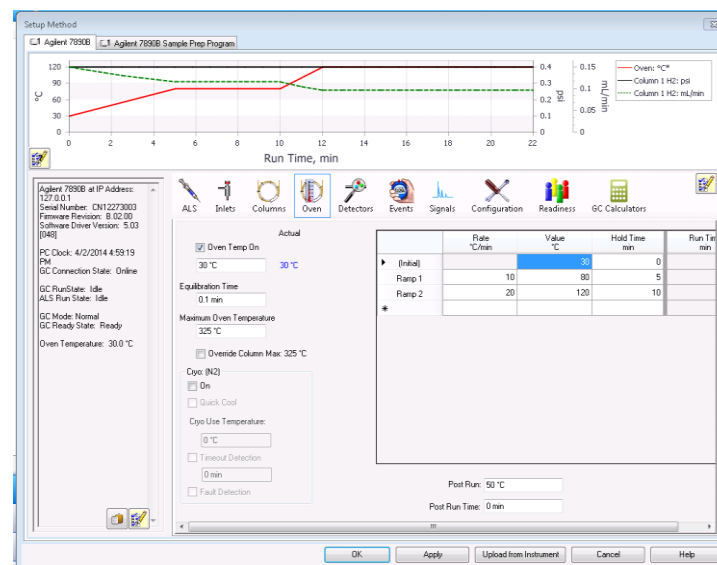 Setup Method
Agilent 7890B Agilent 7890B Sample Prep Program
120
90
60
30
0
°C
0 2 4 6 8 10 12 14 16 18 20 22
Run Time, min
0.4
0.3
0.2
0.1
0
psi
0.15
0.1
0.05
0
mL/min
Oven: °C*
Column 1 H2: psi
Column 1 H2: mL/min
Agilent 7890B at IP Address:
127.0.0.1
Serial Number: CN12273003
Firmware Revision: B.02.00
Software Driver Version: 5.03
[048]
PC Clock: 4/2/2014 4:59:19
PM
GC Connection State: Online
GC RunState: Idle
ALS Run State: Idle
GC Mode: Normal
GC Ready State: Ready
Oven Temperature: 30.0 °C
ALS Inlets Columns Oven Detectors Events Signals Configuration Readiness GC Calculators
Actual
Oven Temp On
30 °C 30 °C
Equilibration Time
0.1 min
Maximum Oven Temperature
325 °C
Override Column Max: 325 °C
Cryo: (N2)
On
Quick Cool
Cryo Use Temperature:
0 °C
Timeout Detection
0 min
Fault Detection
Rate
°C/min
Value
°C
Hold Time
min
Run Tim
min
(Initial) 30 0
Ramp 1 10 80 5
Ramp 2 20 120 10
Post Run: 50 °C
Post Run Time: 0 min
OK Apply Upload from Instrument Cancel Help